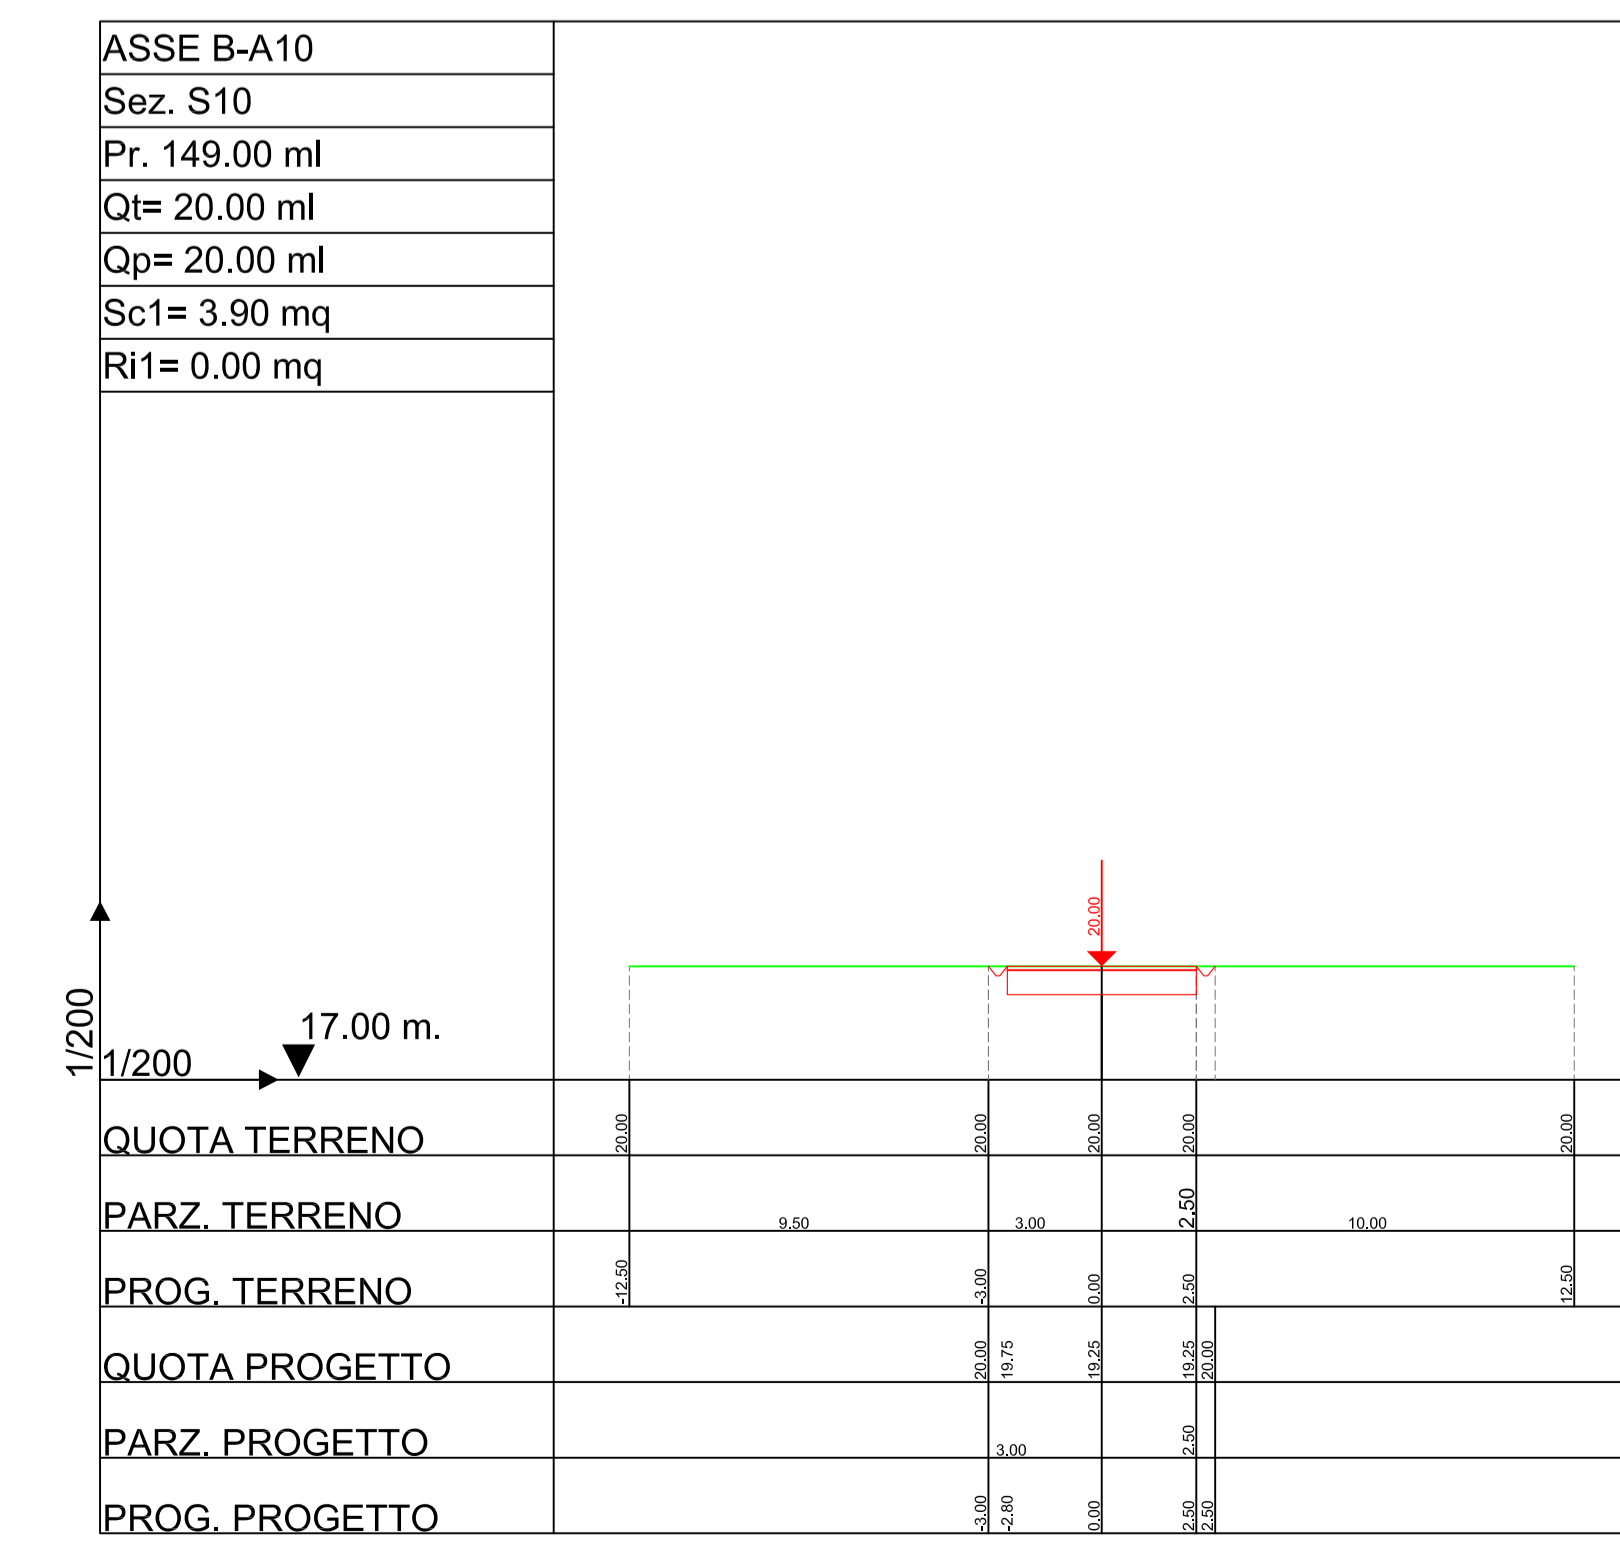 ASSE B-A10
Sez. S10
Pr. 149.00 ml
Qt= 20.00 ml
Qp= 20.00 ml
Sc1= 3.90 mq
Ri1= 0.00 mq
20.00
1/200
17.00 m.
1/200
QUOTA TERRENO 20.00 20.00 20.00 20.00 20.00
PARZ. TERRENO 9.50 3.00 2.50 10.00
PROG. TERRENO -12.50 -3.00 0.00 2.50 12.50
QUOTA PROGETTO 20.00 19.75 19.25 19.25 20.00
PARZ. PROGETTO 3.00 2.50
PROG. PROGETTO -3.00 -2.80 0.00 2.50 2.50